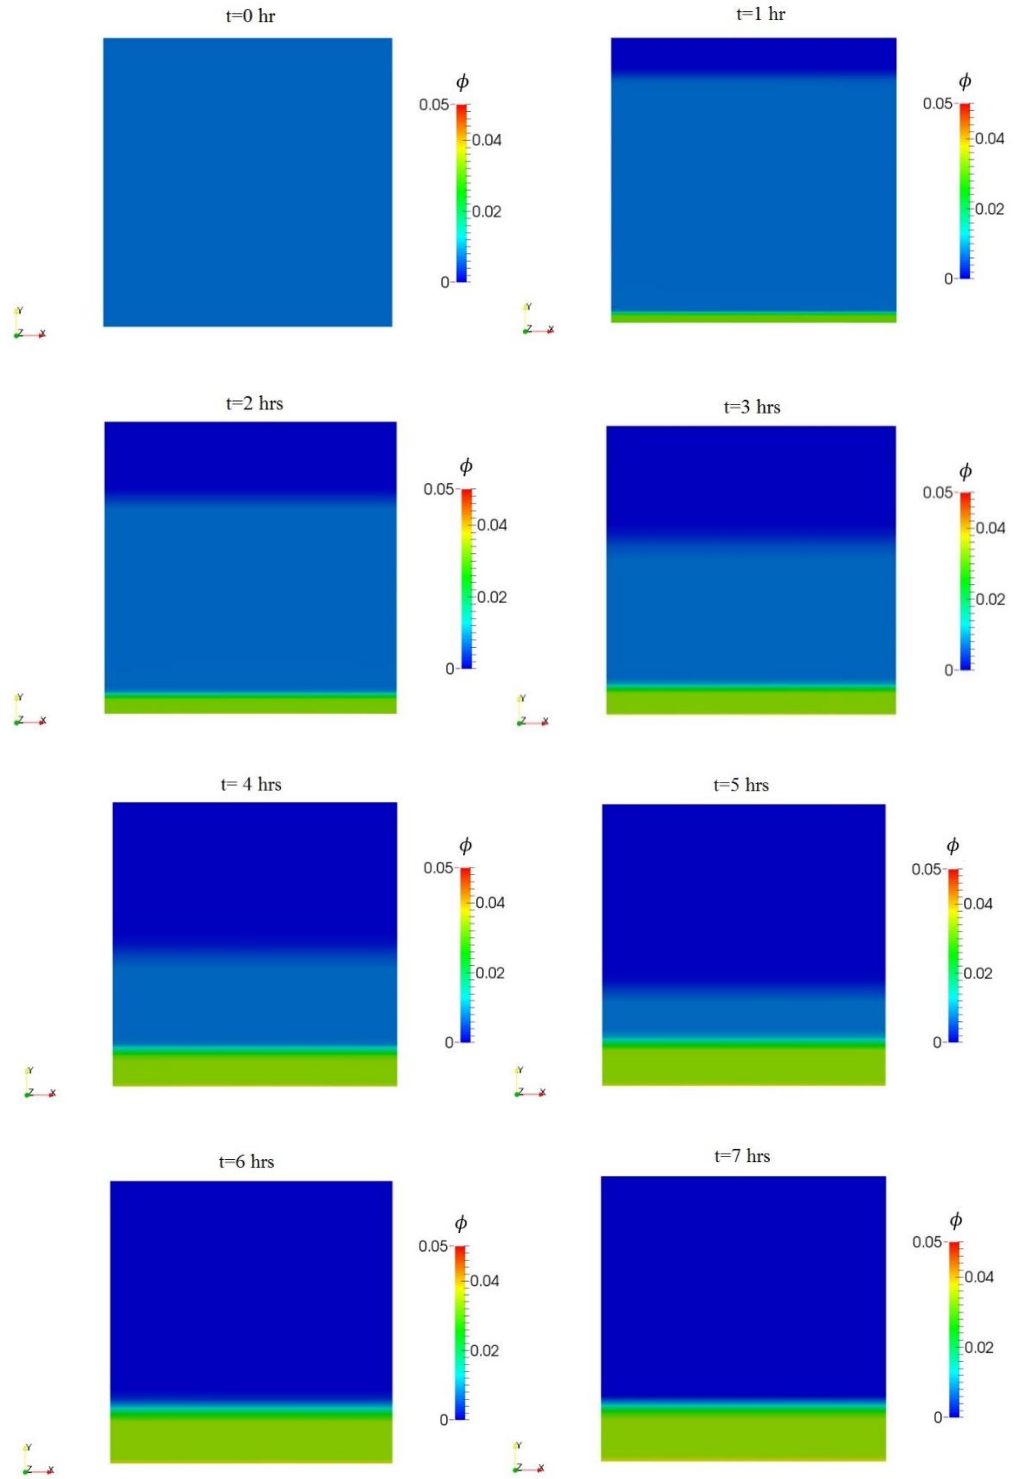 t=0 hr
ϕ
0.05
0.04
0.02
0
Y
Z X
t=1 hr
ϕ
0.05
0.04
0.02
0
Y
Z X
t=2 hrs
ϕ
0.05
0.04
0.02
0
Y
Z X
t=3 hrs
ϕ
0.05
0.04
0.02
0
Y
Z X
t= 4 hrs
ϕ
0.05
0.04
0.02
0
Y
Z X
t=5 hrs
ϕ
0.05
0.04
0.02
0
Y
Z X
t=6 hrs
ϕ
0.05
0.04
0.02
0
Y
Z X
t=7 hrs
ϕ
0.05
0.04
0.02
0
Y
Z X